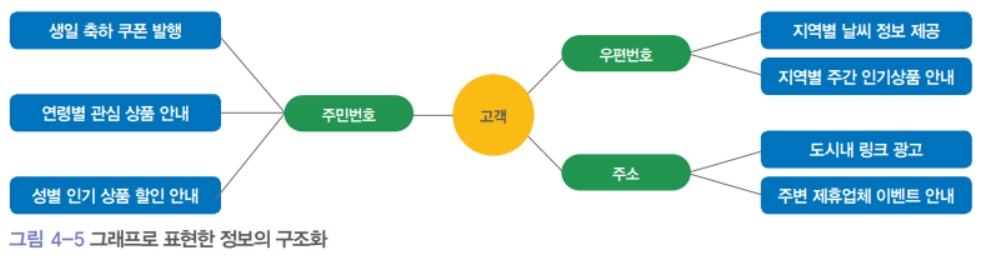 생일 축하 쿠폰 발행
연령별 관심 상품 안내
성별 인기 상품 할인 안내
주민번호
고객
우편번호
주소
지역별 날씨 정보 제공
지역별 주간 인기상품 안내
도시내 링크 광고
주변 제휴업체 이벤트 안내
그림 4-5 그래프로 표현한 정보의 구조화